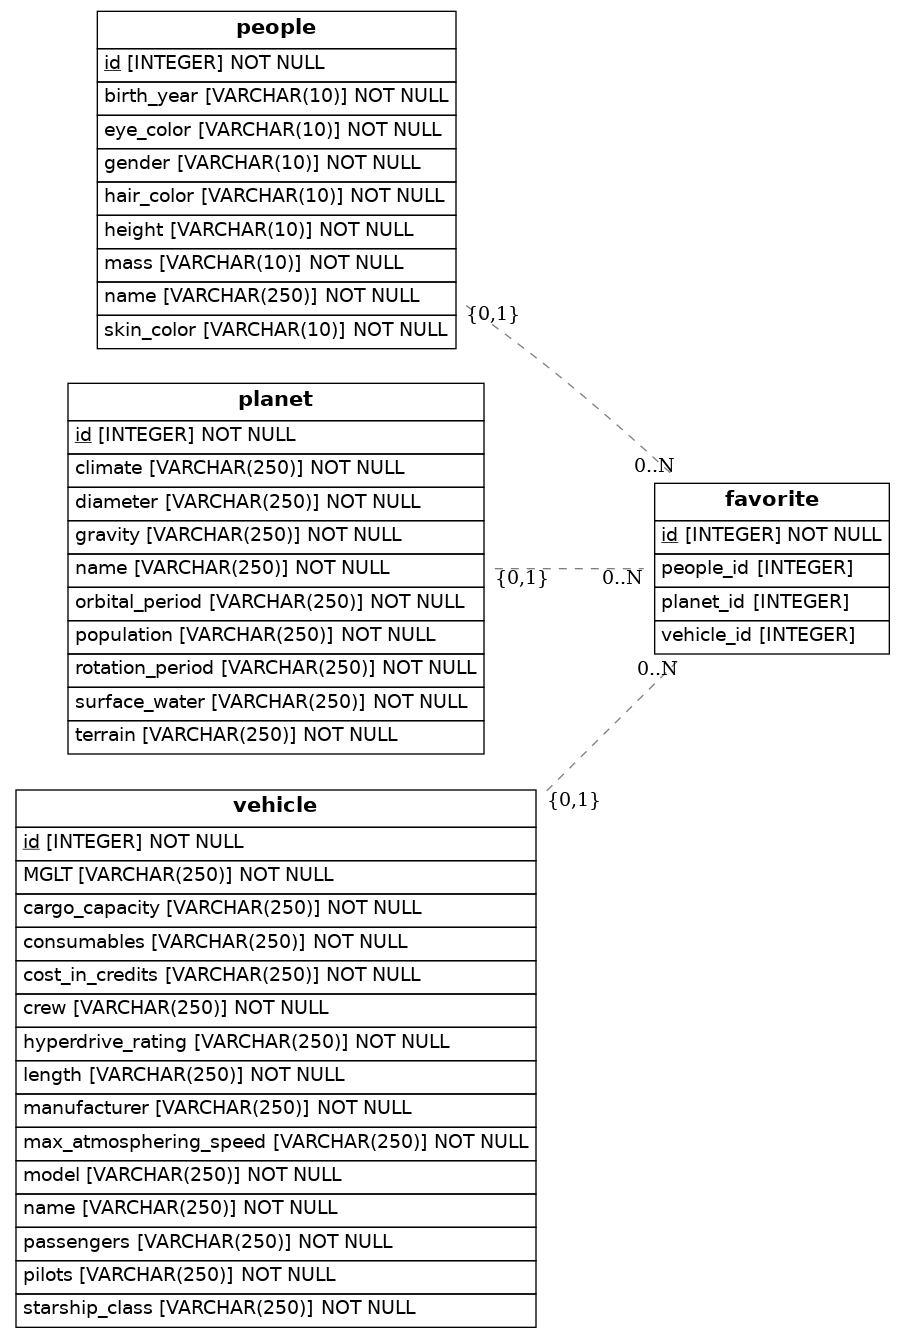 people
id [INTEGER] NOT NULL
birth_year [VARCHAR(10)] NOT NULL
eye_color [VARCHAR(10)] NOT NULL
gender [VARCHAR(10)] NOT NULL
hair_color [VARCHAR(10)] NOT NULL
height [VARCHAR(10)] NOT NULL
mass [VARCHAR(10)] NOT NULL
name [VARCHAR(250)] NOT NULL
skin_color [VARCHAR(10)] NOT NULL
{0,1}
0..N
planet
id [INTEGER] NOT NULL
climate [VARCHAR(250)] NOT NULL
diameter [VARCHAR(250)] NOT NULL
gravity [VARCHAR(250)] NOT NULL
name [VARCHAR(250)] NOT NULL
orbital_period [VARCHAR(250)] NOT NULL
population [VARCHAR(250)] NOT NULL
rotation_period [VARCHAR(250)] NOT NULL
surface_water [VARCHAR(250)] NOT NULL
terrain [VARCHAR(250)] NOT NULL
{0,1}
0..N
favorite
id [INTEGER] NOT NULL
people_id [INTEGER]
planet_id [INTEGER]
vehicle_id [INTEGER]
0..N
{0,1}
vehicle
id [INTEGER] NOT NULL
MGLT [VARCHAR(250)] NOT NULL
cargo_capacity [VARCHAR(250)] NOT NULL
consumables [VARCHAR(250)] NOT NULL
cost_in_credits [VARCHAR(250)] NOT NULL
crew [VARCHAR(250)] NOT NULL
hyperdrive_rating [VARCHAR(250)] NOT NULL
length [VARCHAR(250)] NOT NULL
manufacturer [VARCHAR(250)] NOT NULL
max_atmosphering_speed [VARCHAR(250)] NOT NULL
model [VARCHAR(250)] NOT NULL
name [VARCHAR(250)] NOT NULL
passengers [VARCHAR(250)] NOT NULL
pilots [VARCHAR(250)] NOT NULL
starship_class [VARCHAR(250)] NOT NULL